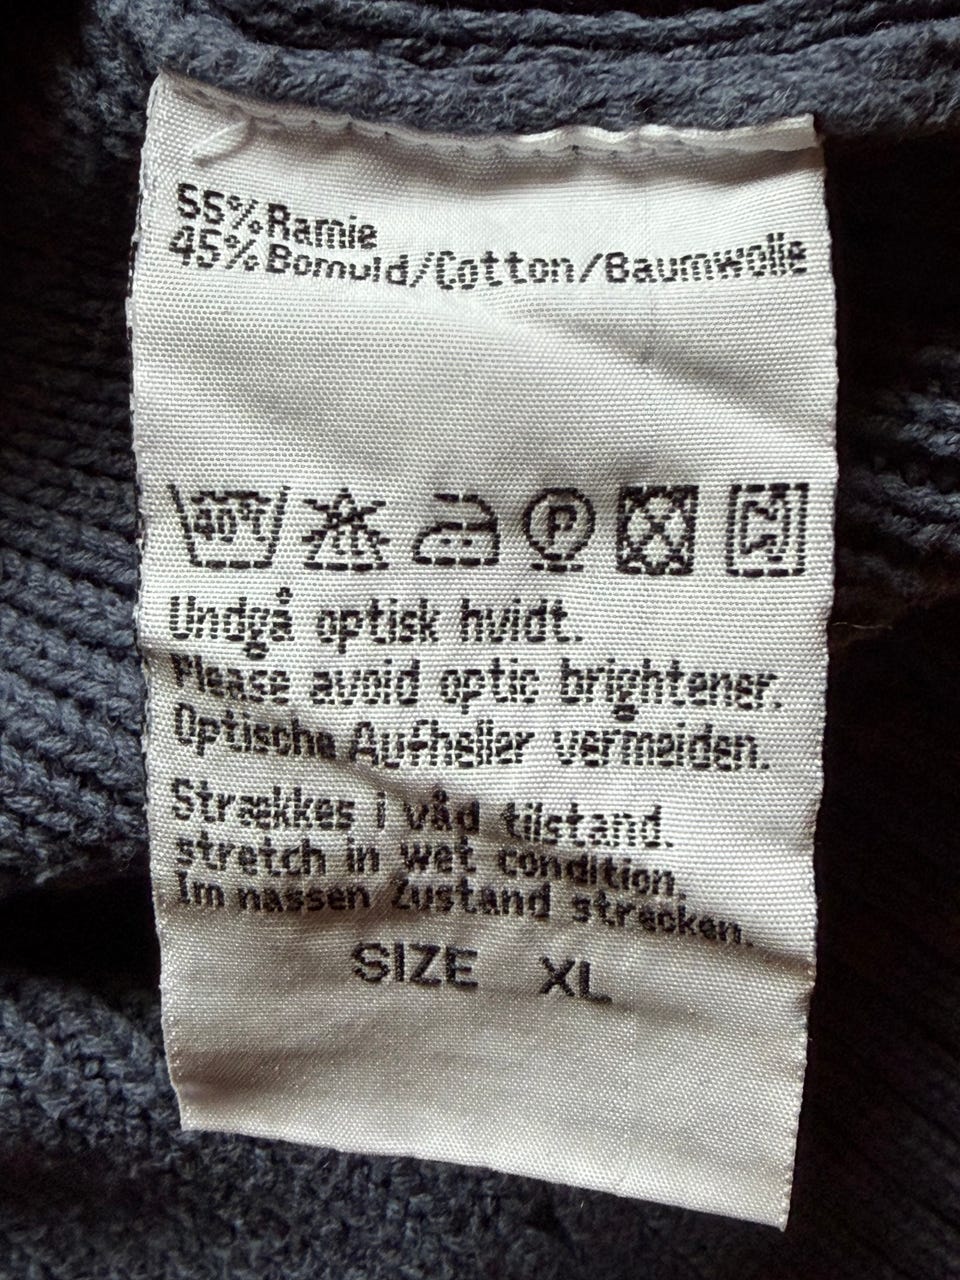 55% Ramie
45% Bomuld/Cotton/Baumwolle
40°C P
Undgå optisk hvidt.
Please avoid optic brightener.
Optische Aufheller vermeiden.
Strækkes i våd tilstand.
stretch in wet condition.
Im nassen Zustand strecken.
SIZE XL